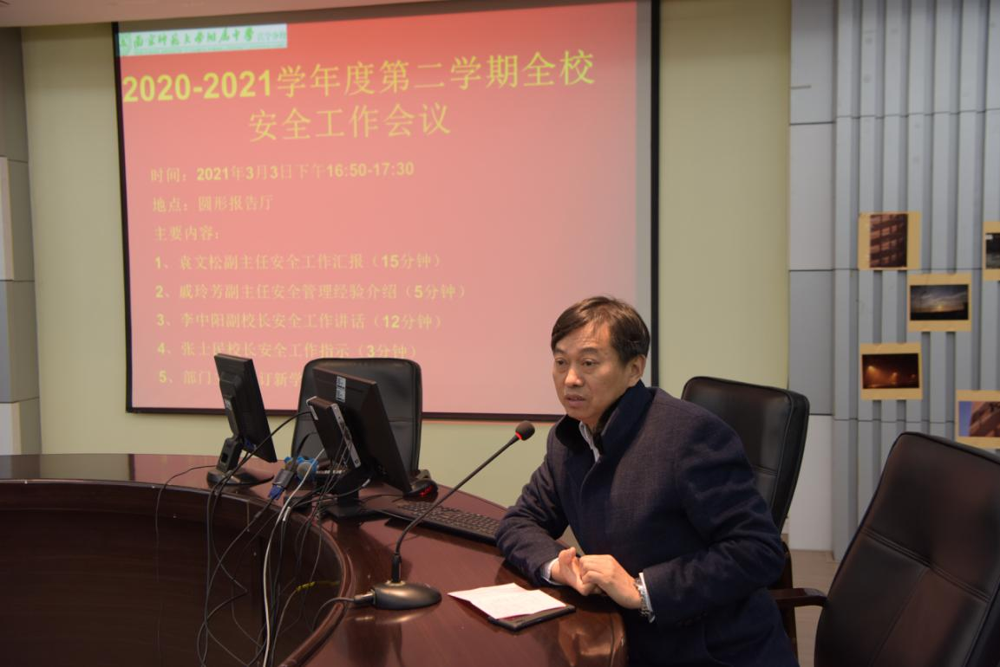 南京师范大学附属中学江宁分校
2020-2021学年度第二学期全校
安全工作会议
时间：2021年3月3日下午16:50-17:30
地点：圆形报告厅
主要内容：
1、袁文松副主任安全工作汇报（15分钟）
2、戚玲芳副主任安全管理经验介绍（5分钟）
3、李中阳副校长安全工作讲话（12分钟）
4、张士民校长安全工作指示（3分钟）
5、部门 订新学